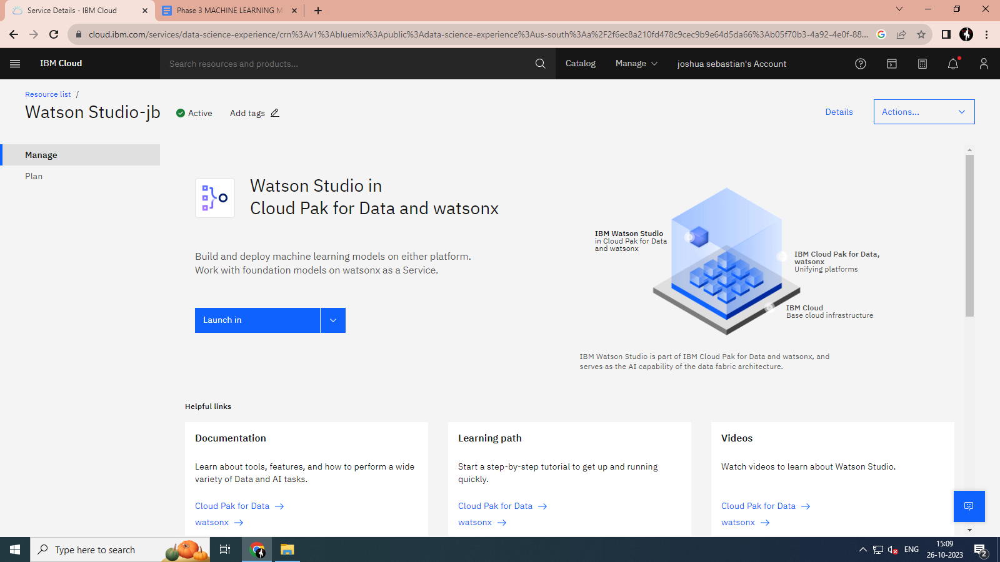 Service Details - IBM Cloud
Phase 3 MACHINE LEARNING M
cloud.ibm.com/services/data-science-experience/crn%3Av1%3Abluemix%3Apublic%3Adata-science-experience%3Aus-south%3Aa%2F2f6ec8a210fd478c9cec9b9e64d5da66%3Ab05f70b3-4a92-4e0f-88...
IBM Cloud
Search resources and products...
Catalog
Manage
joshua sebastian's Account
Resource list /
Watson Studio-jb
Active
Add tags
Details
Actions...
Manage
Plan
Watson Studio in
Cloud Pak for Data and watsonx
Build and deploy machine learning models on either platform.
Work with foundation models on watsonx as a Service.
Launch in
IBM Watson Studio
in Cloud Pak for Data
and watsonx
IBM Cloud Pak for Data,
watsonx
Unifying platforms
IBM Cloud
Base cloud infrastructure
IBM Watson Studio is part of IBM Cloud Pak for Data and watsonx, and
serves as the AI capability of the data fabric architecture.
Helpful links
Documentation
Learn about tools, features, and how to perform a wide
variety of Data and AI tasks.
Cloud Pak for Data
watsonx
Learning path
Start a step-by-step tutorial to get up and running
quickly.
Cloud Pak for Data
watsonx
Videos
Watch videos to learn about Watson Studio.
Cloud Pak for Data
watsonx
Type here to search
ENG
15:09
26-10-2023
2